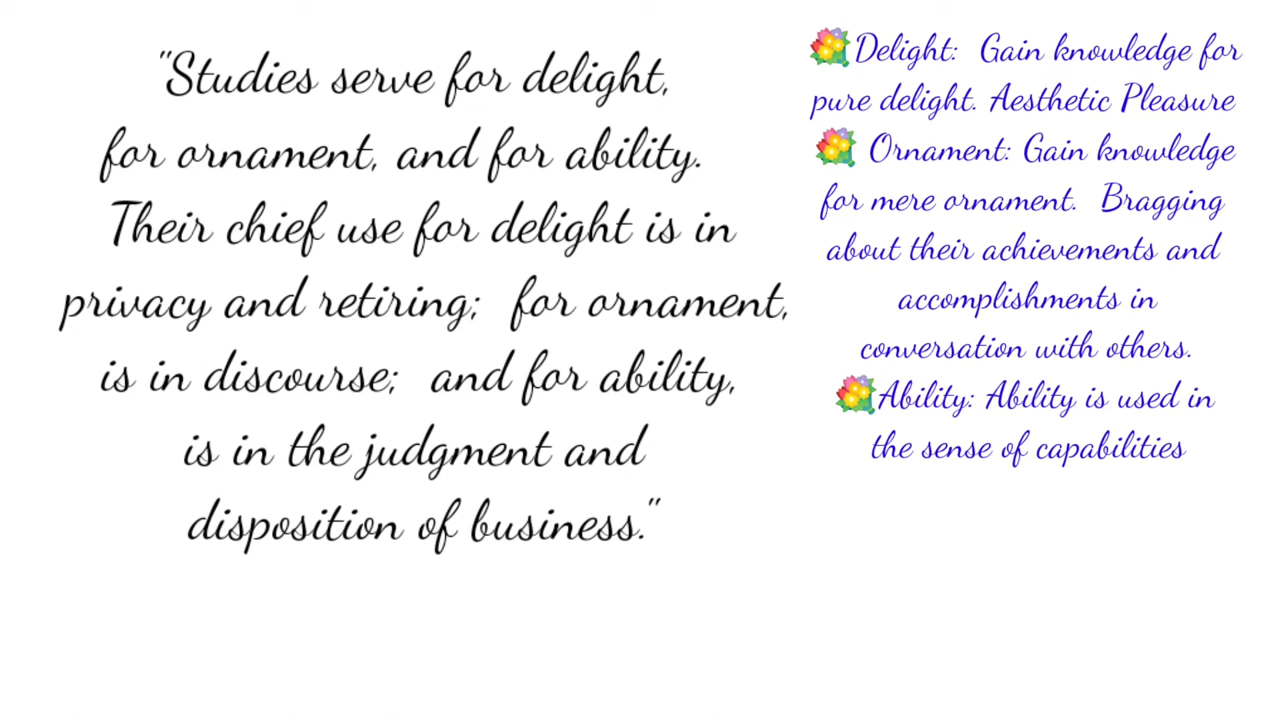 "Studies serve for delight,
for ornament, and for ability.
Their chief use for delight is in
privacy and retiring; for ornament,
is in discourse; and for ability,
is in the judgment and
disposition of business."
💐Delight: Gain knowledge for
pure delight. Aesthetic Pleasure
💐 Ornament: Gain knowledge
for mere ornament. Bragging
about their achievements and
accomplishments in
conversation with others.
💐Ability: Ability is used in
the sense of capabilities